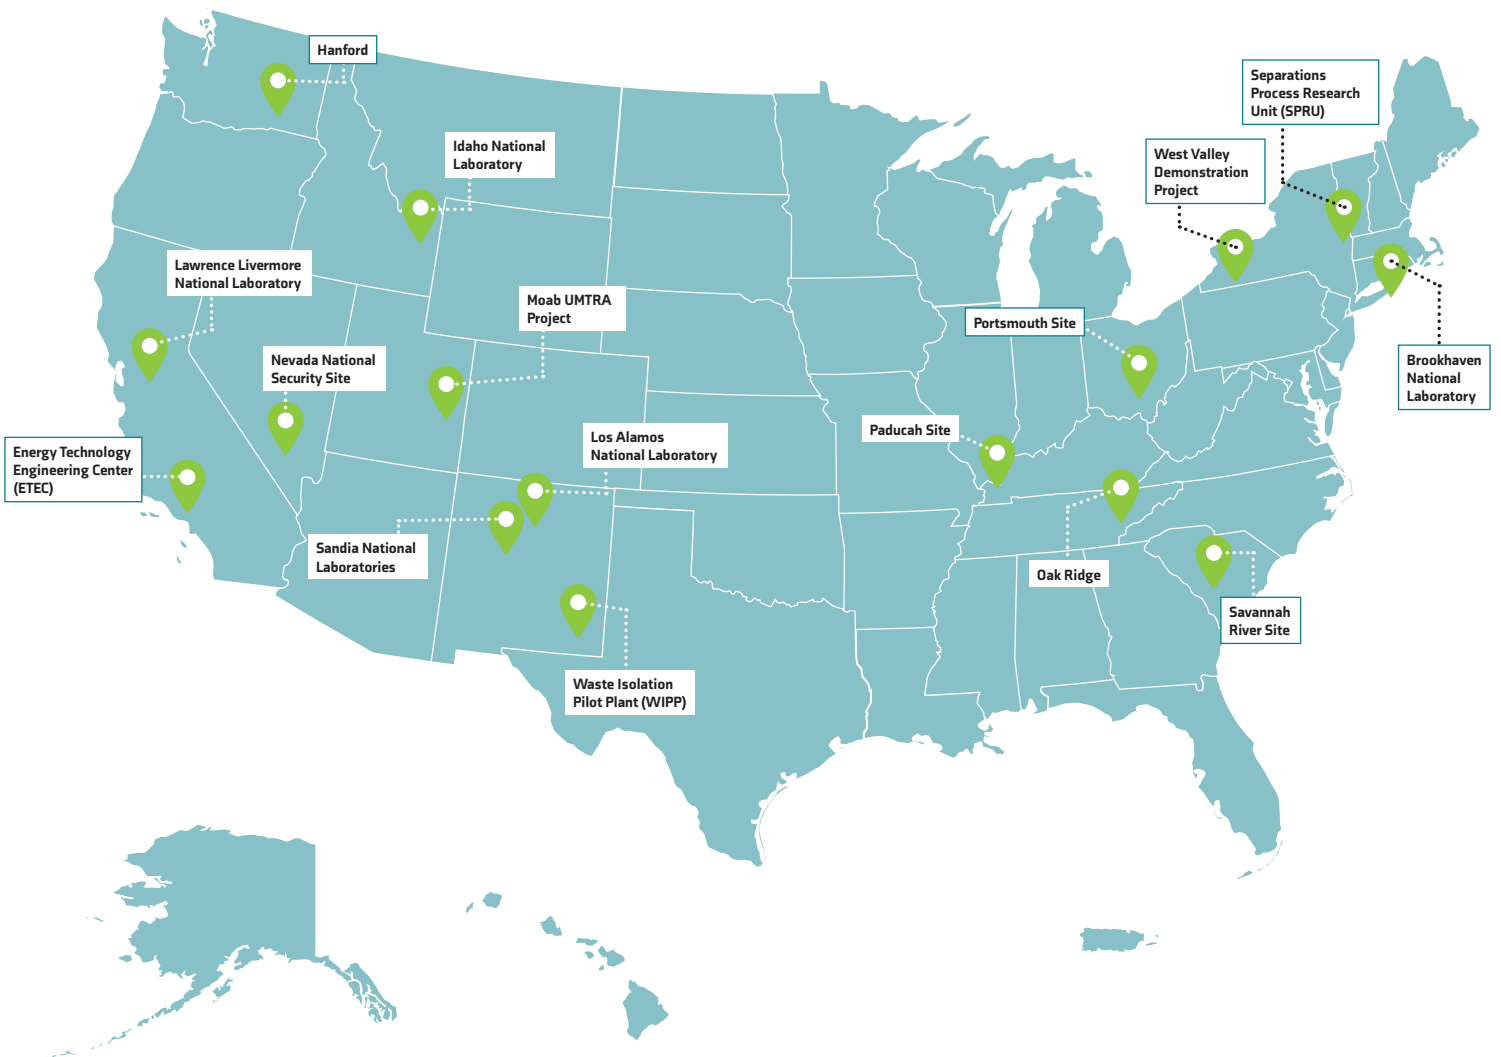 Hanford
Separations
Process Research
Unit (SPRU)
Idaho National
Laboratory
West Valley
Demonstration
Project
Lawrence Livermore
National Laboratory
Moab UMTRA
Project
Portsmouth Site
Nevada National
Security Site
Brookhaven
National
Laboratory
Paducah Site
Los Alamos
National Laboratory
Energy Technology
Engineering Center
(ETEC)
Sandia National
Laboratories
Oak Ridge
Savannah
River Site
Waste Isolation
Pilot Plant (WIPP)